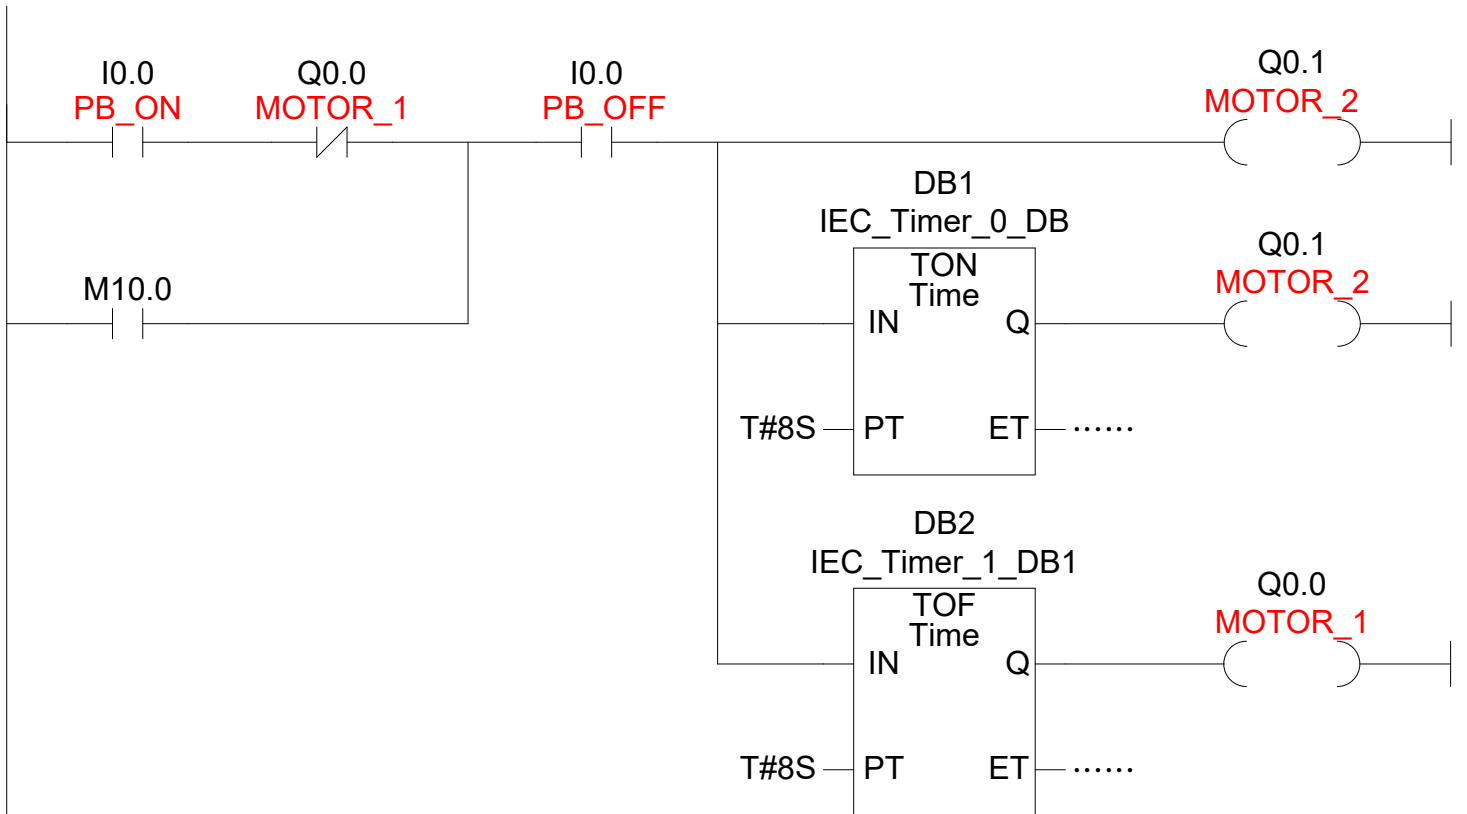 I0.0
PB_ON
Q0.0
MOTOR_1
I0.0
PB_OFF
Q0.1
MOTOR_2
M10.0
DB1
IEC_Timer_0_DB
TON
Time
IN
Q
T#8S
PT
ET
......
Q0.1
MOTOR_2
DB2
IEC_Timer_1_DB1
TOF
Time
IN
Q
T#8S
PT
ET
......
Q0.0
MOTOR_1